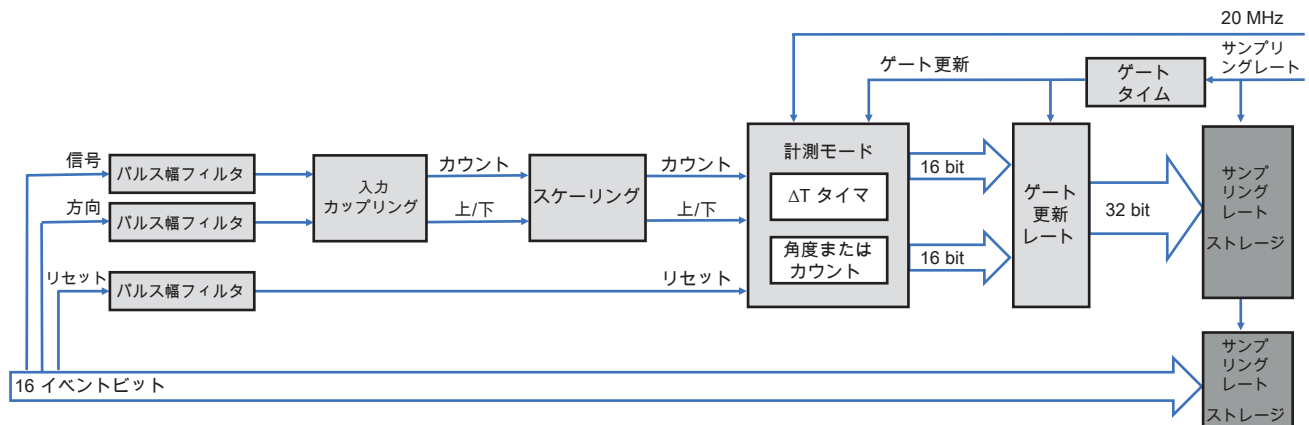 20 MHz
サンプリ
ングレート
ゲート更新
ゲート
タイム
信号
パルス幅フィルタ
方向
パルス幅フィルタ
リセット
パルス幅フィルタ
入力
カップリング
カウント
上/下
スケーリング
カウント
上/下
リセット
計測モード
ΔT タイマ
角度または
カウント
16 bit
16 bit
ゲート
更新
レート
32 bit
サンプ
リング
レート
ストレージ
16 イベントビット
サンプ
リング
レート
ストレージ